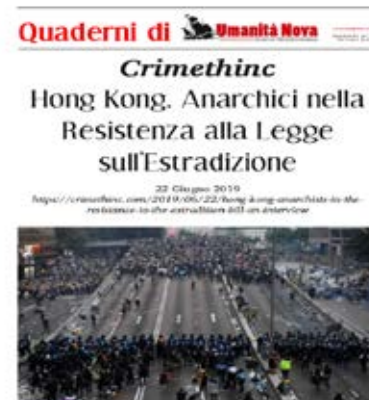 Quaderni di Umanità Nova
Crimethinc
Hong Kong. Anarchici nella
Resistenza alla Legge
sull'Estradizione
22 Giugno 2019
https://crimethinc.com/2019/06/22/hong-kong-anarchists-in-the-
resistance-to-the-extradition-bill-an-interview